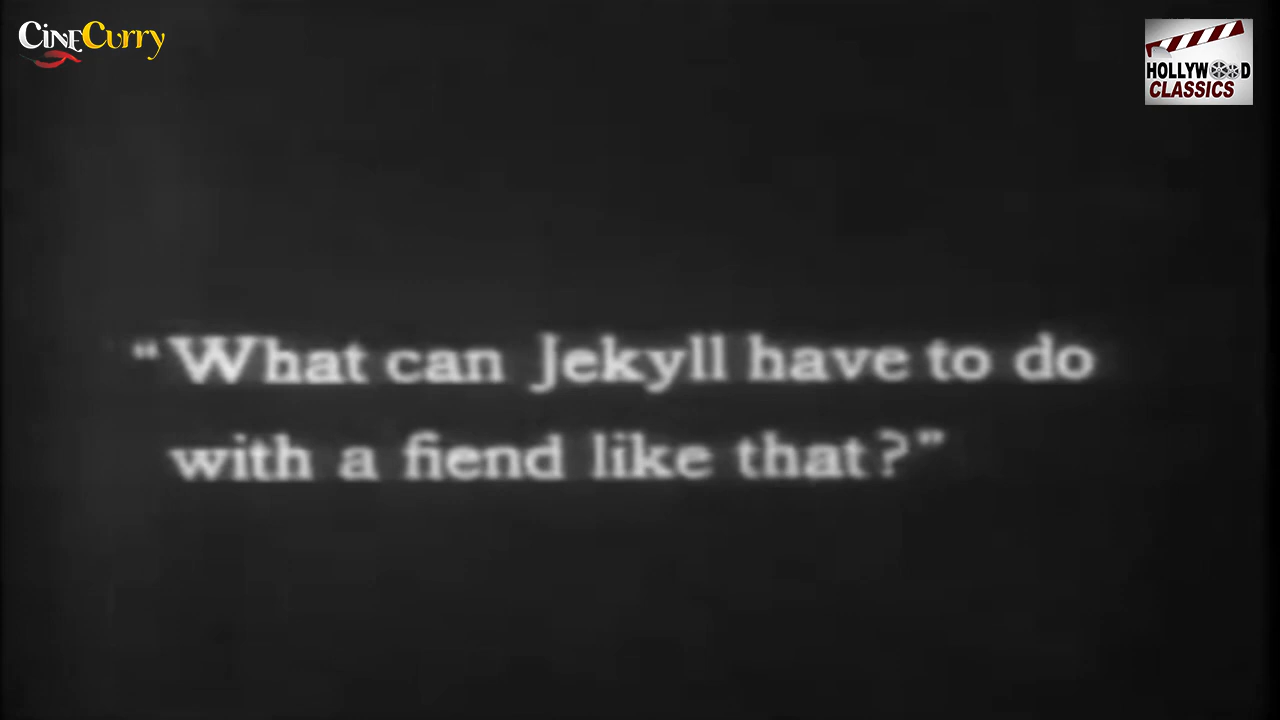 CINECURRY
HOLLYWOOD
CLASSICS
“What can Jekyll have to do
with a fiend like that?”